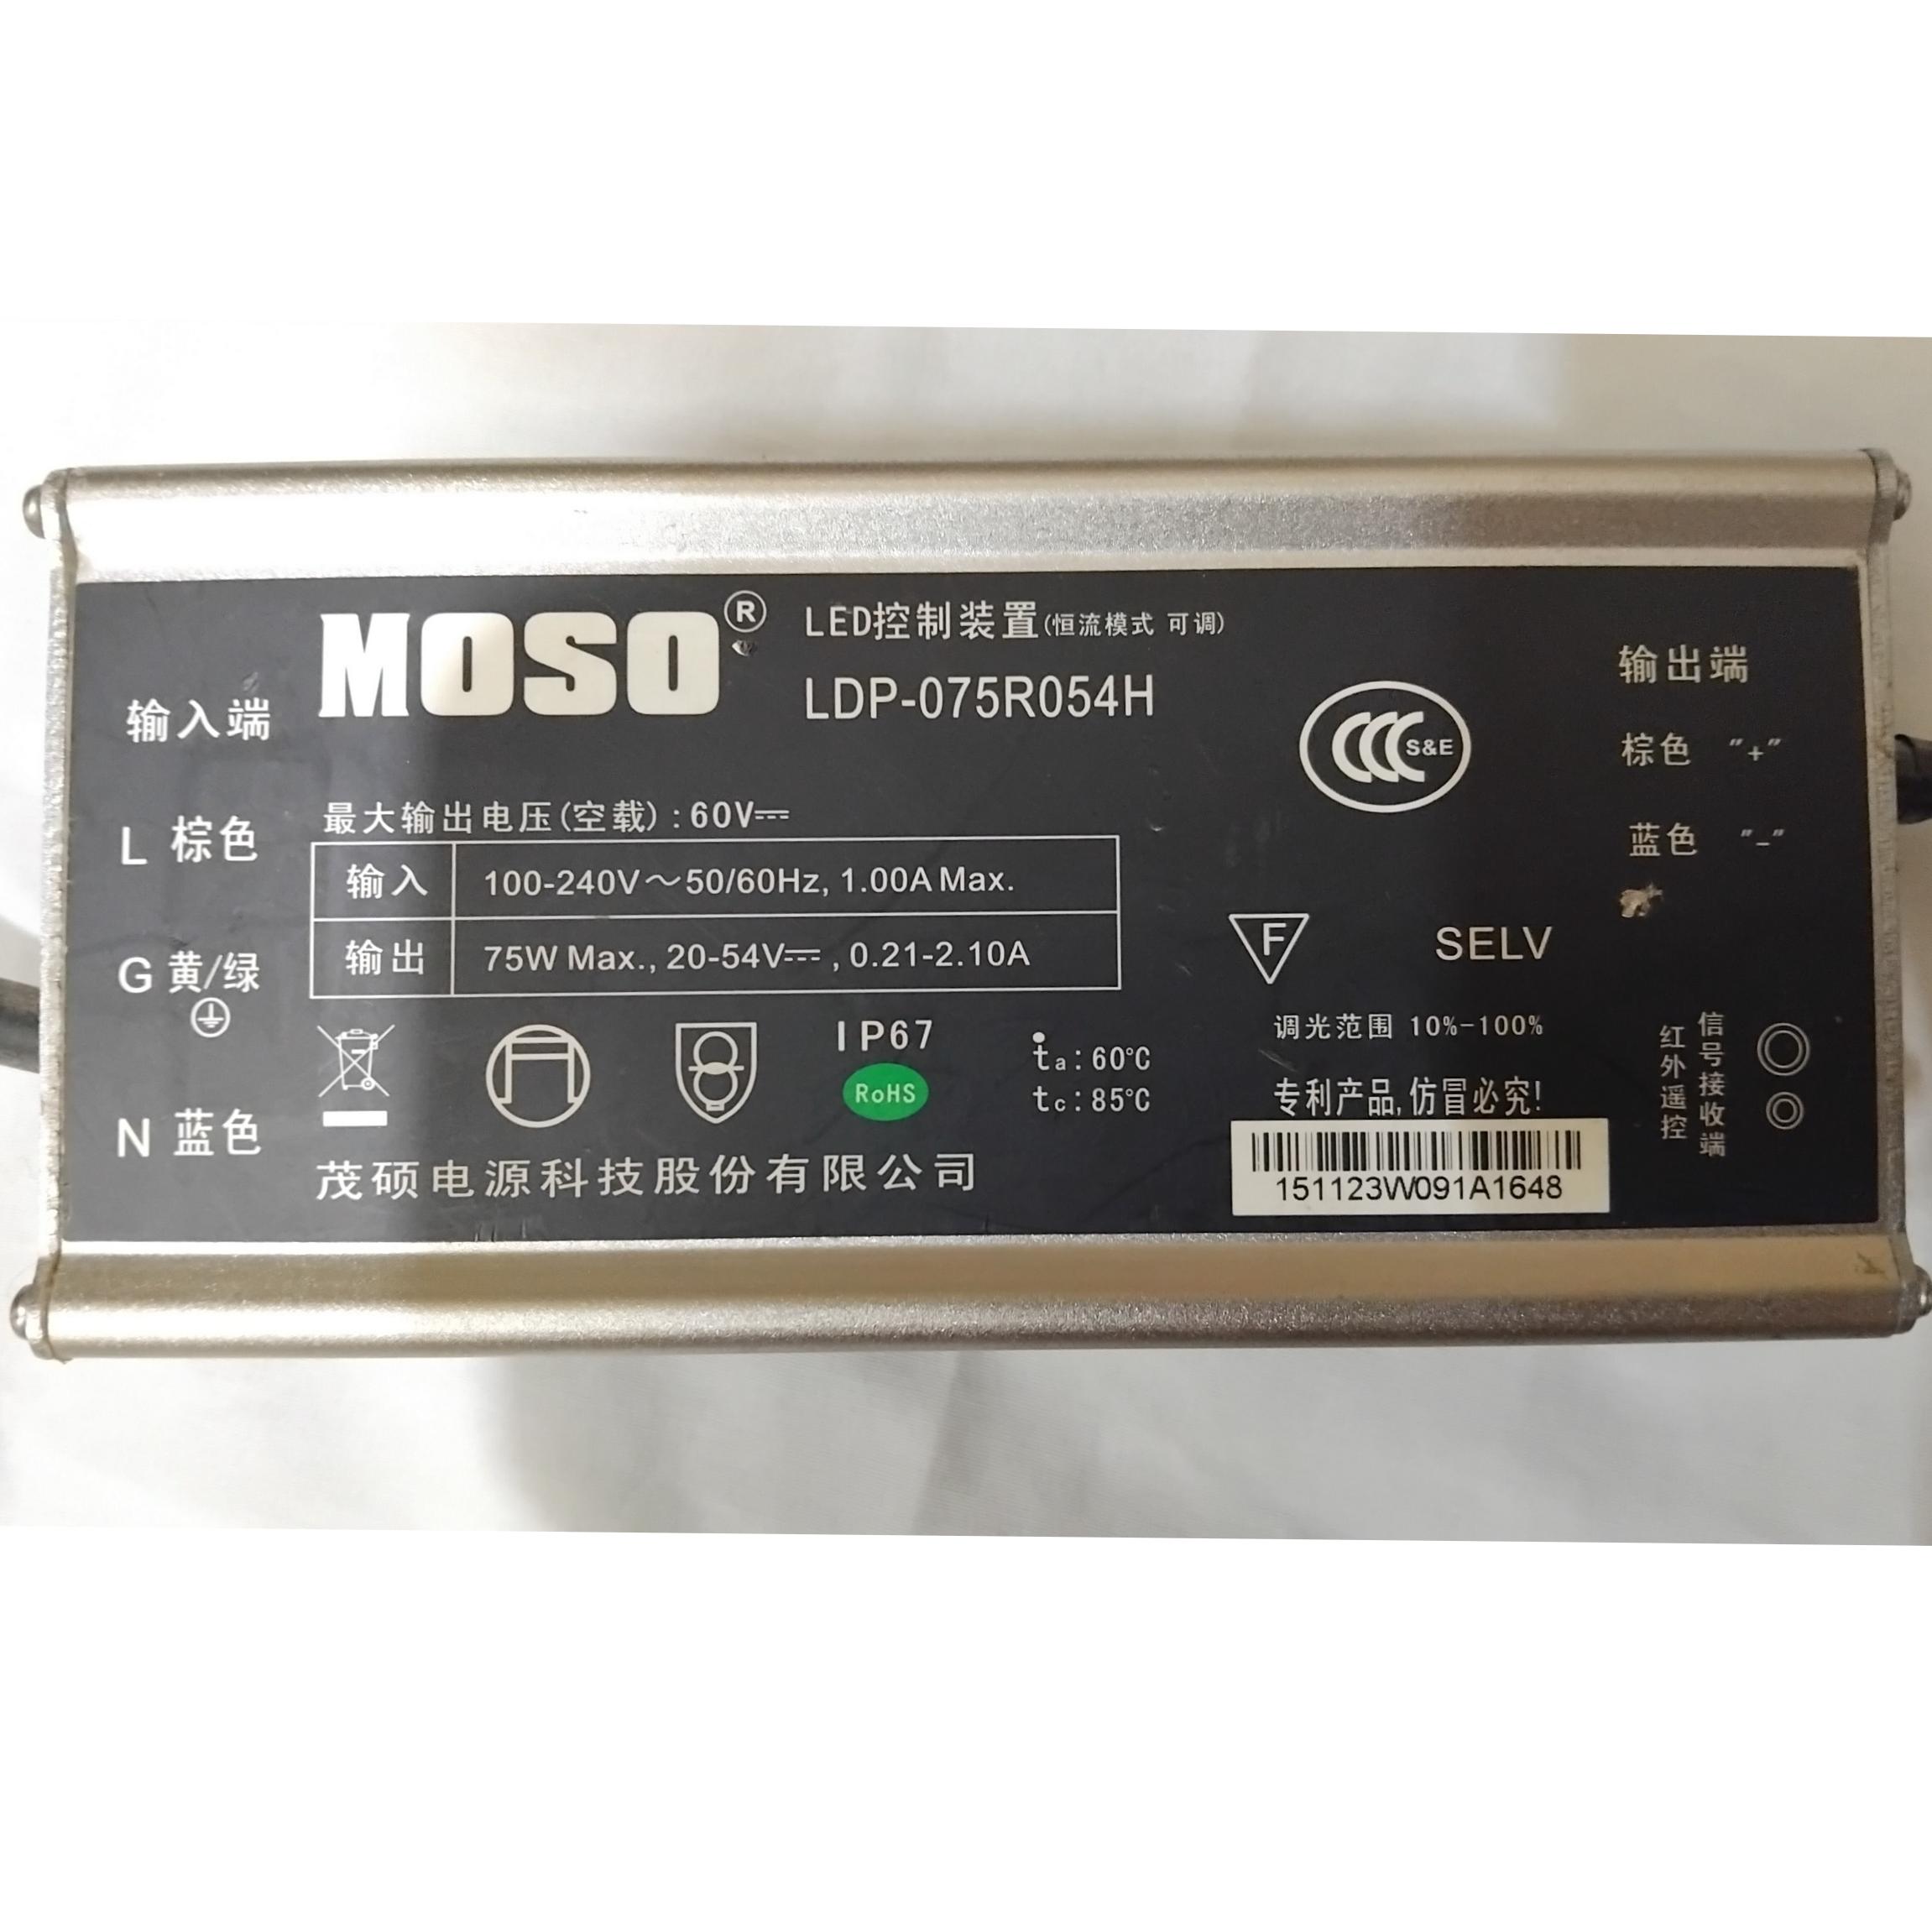 MOSO®
LED控制装置(恒流模式 可调)
LDP-075R054H
输入端
L 棕色
G 黄/绿
N 蓝色
最大输出电压(空载):60V⎓
输入 100-240V～50/60Hz, 1.00A Max.
输出 75W Max., 20-54V⎓, 0.21-2.10A
IP67
RoHS
ta:60℃
tc:85℃
茂硕电源科技股份有限公司
CCC S&E
F
SELV
调光范围 10%-100%
专利产品,仿冒必究!
151123W091A1648
输出端
棕色 "+"
蓝色 "-"
红外遥控
信号接收端